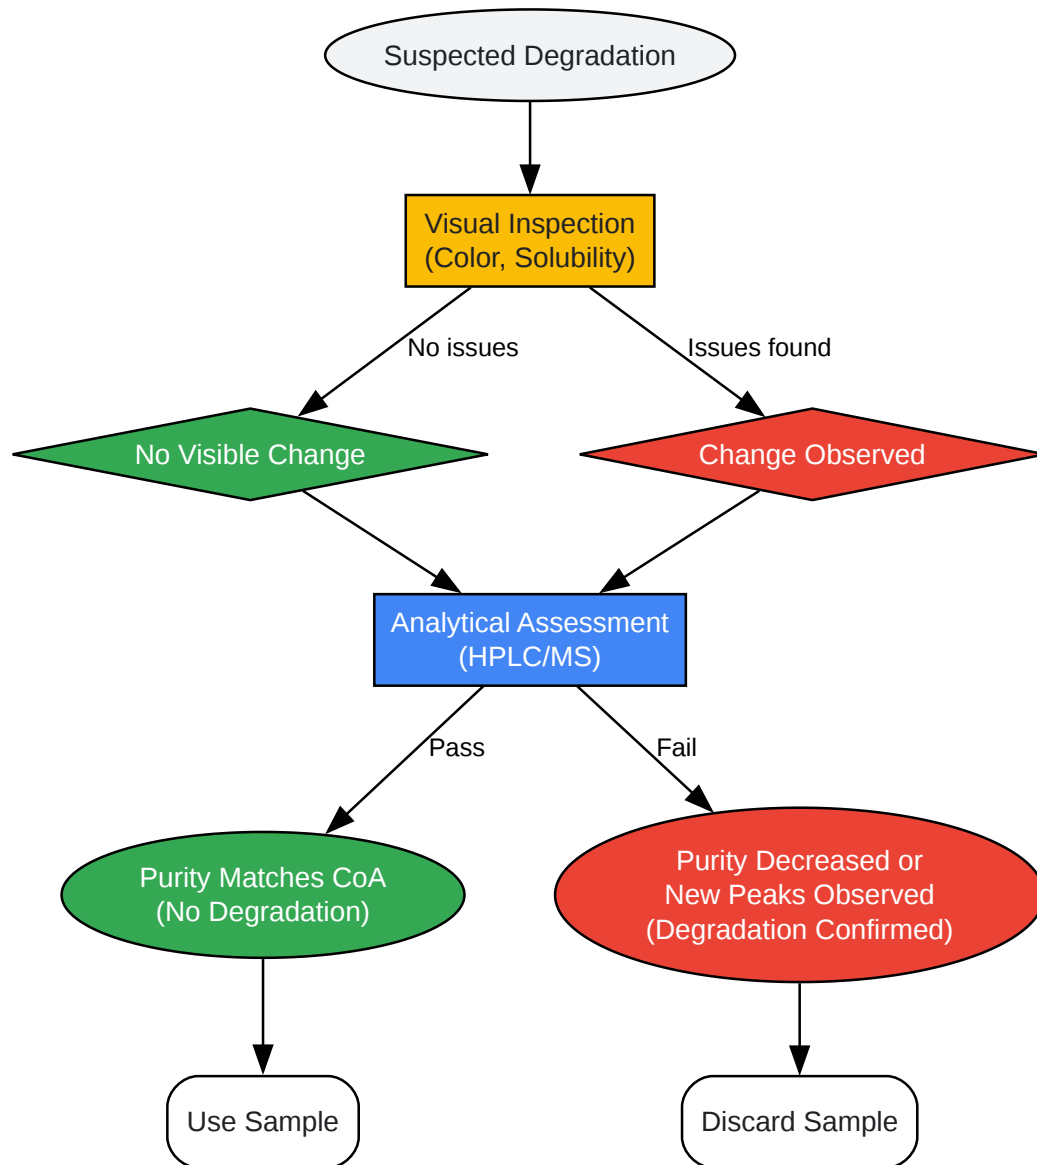 Suspected Degradation
Visual Inspection
(Color, Solubility)
No issues
Issues found
No Visible Change
Change Observed
Analytical Assessment
(HPLC/MS)
Pass
Fail
Purity Matches CoA
(No Degradation)
Purity Decreased or
New Peaks Observed
(Degradation Confirmed)
Use Sample
Discard Sample